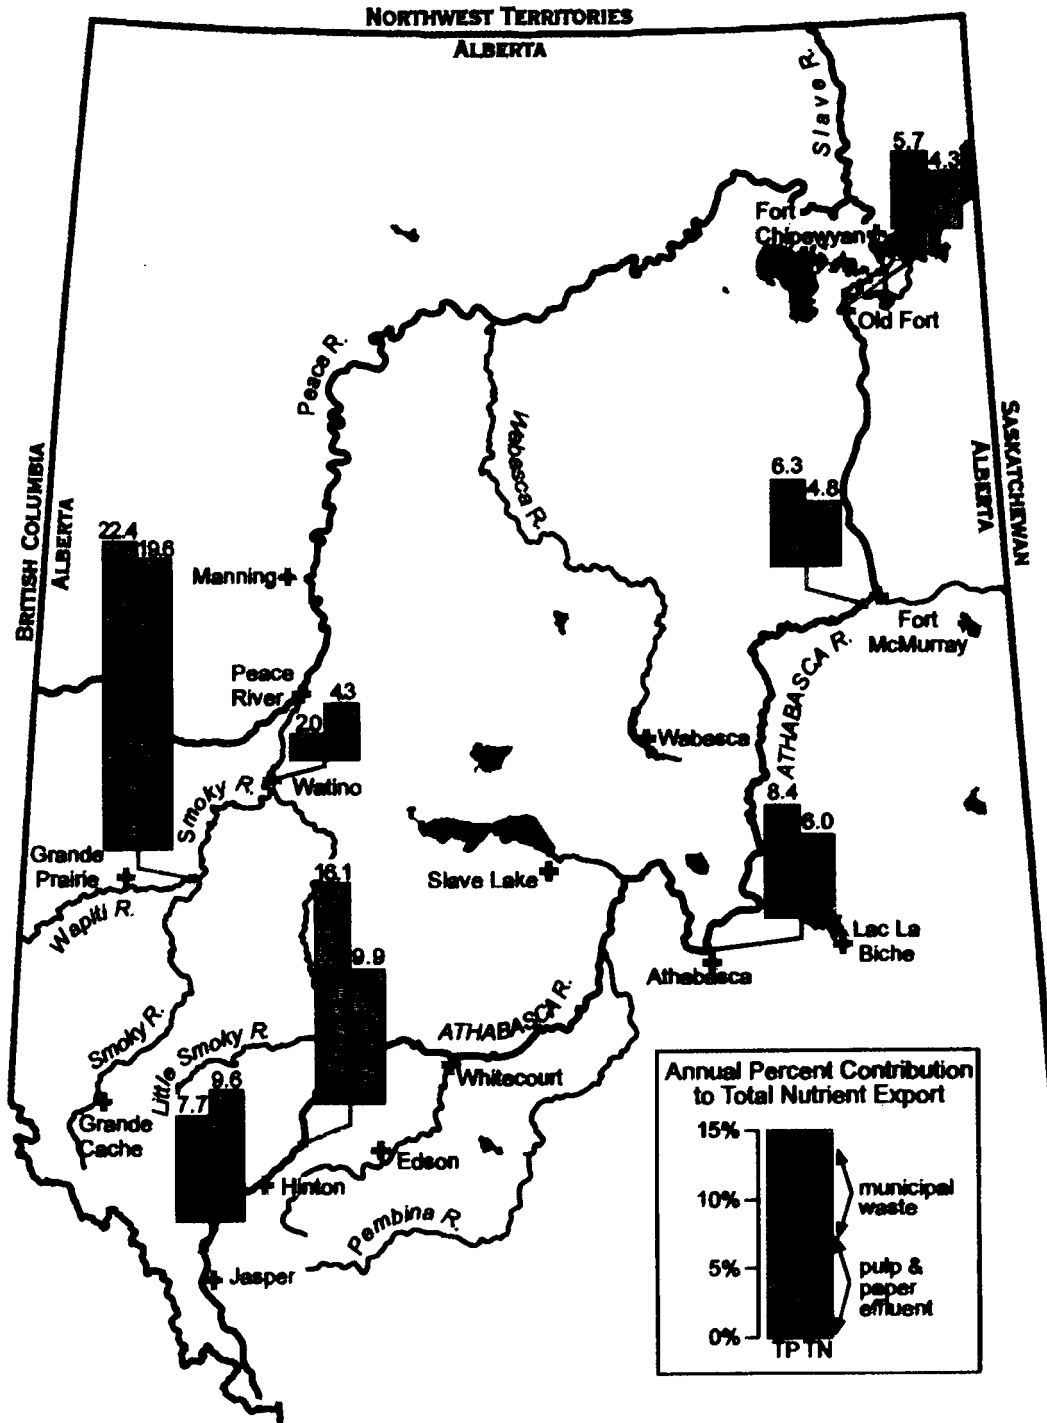 NORTHWEST TERRITORIES
ALBERTA
Slave R.
5.7
4.3
Fort
Chipewyan
Old Fort
Peace R.
Wabasca R.
SASKATCHEWAN
ALBERTA
BRITISH COLUMBIA
ALBERTA
6.3
4.8
22.4
19.6
Manning
Fort
McMurray
ATHABASCA R.
Peace
River
4.3
2.0
Wabasca
Watino
Smoky R.
8.4
6.0
Grande
Prairie
Slave Lake
16.1
Wapiti R.
Lac La
Biche
9.9
Athabasca
ATHABASCA R.
Smoky R.
Little Smoky R.
Whitecourt
9.6
7.7
Grande
Cache
Edson
Hinton
Pembina R.
Jasper
Annual Percent Contribution
to Total Nutrient Export
15%
10%
5%
0%
municipal
waste
pulp &
paper
effluent
TP TN